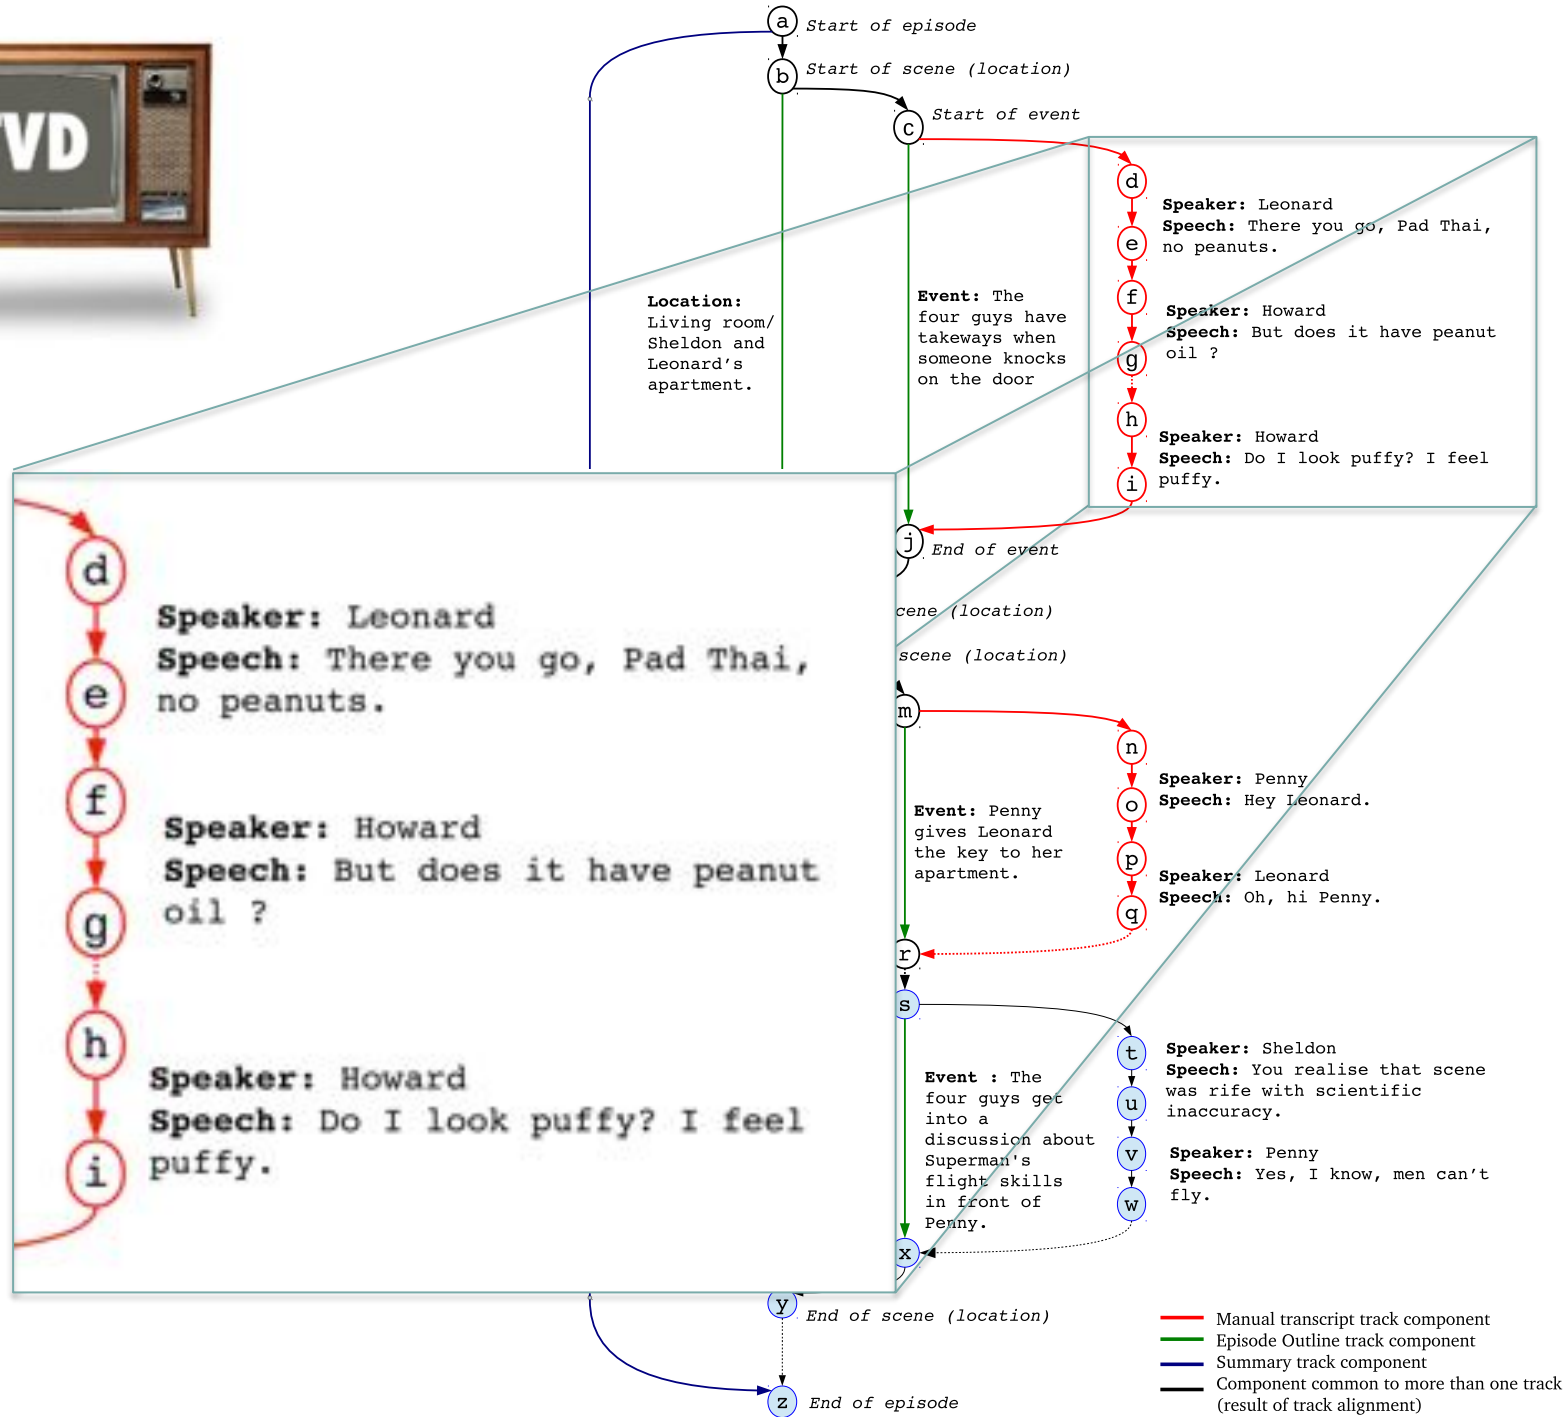 VD
a Start of episode
b Start of scene (location)
c Start of event
d
Speaker: Leonard
Speech: There you go, Pad Thai,
no peanuts.
e
f
Speaker: Howard
Speech: But does it have peanut
oil ?
g
h
Speaker: Howard
Speech: Do I look puffy? I feel
puffy.
i
Location:
Living room/
Sheldon and
Leonard's
apartment.
Event: The
four guys have
takeways when
someone knocks
on the door
j End of event
d
Speaker: Leonard
Speech: There you go, Pad Thai,
no peanuts.
e
f
Speaker: Howard
Speech: But does it have peanut
oil ?
g
h
Speaker: Howard
Speech: Do I look puffy? I feel
puffy.
i
cene (location)
scene (location)
m
n
Speaker: Penny
Speech: Hey Leonard.
o
p
Speaker: Leonard
Speech: Oh, hi Penny.
q
Event: Penny
gives Leonard
the key to her
apartment.
r
s
t
Speaker: Sheldon
Speech: You realise that scene
was rife with scientific
inaccuracy.
u
v
Speaker: Penny
Speech: Yes, I know, men can't
fly.
w
Event : The
four guys get
into a
discussion about
Superman's
flight skills
in front of
Penny.
x
y End of scene (location)
z End of episode
Manual transcript track component
Episode Outline track component
Summary track component
Component common to more than one track
(result of track alignment)